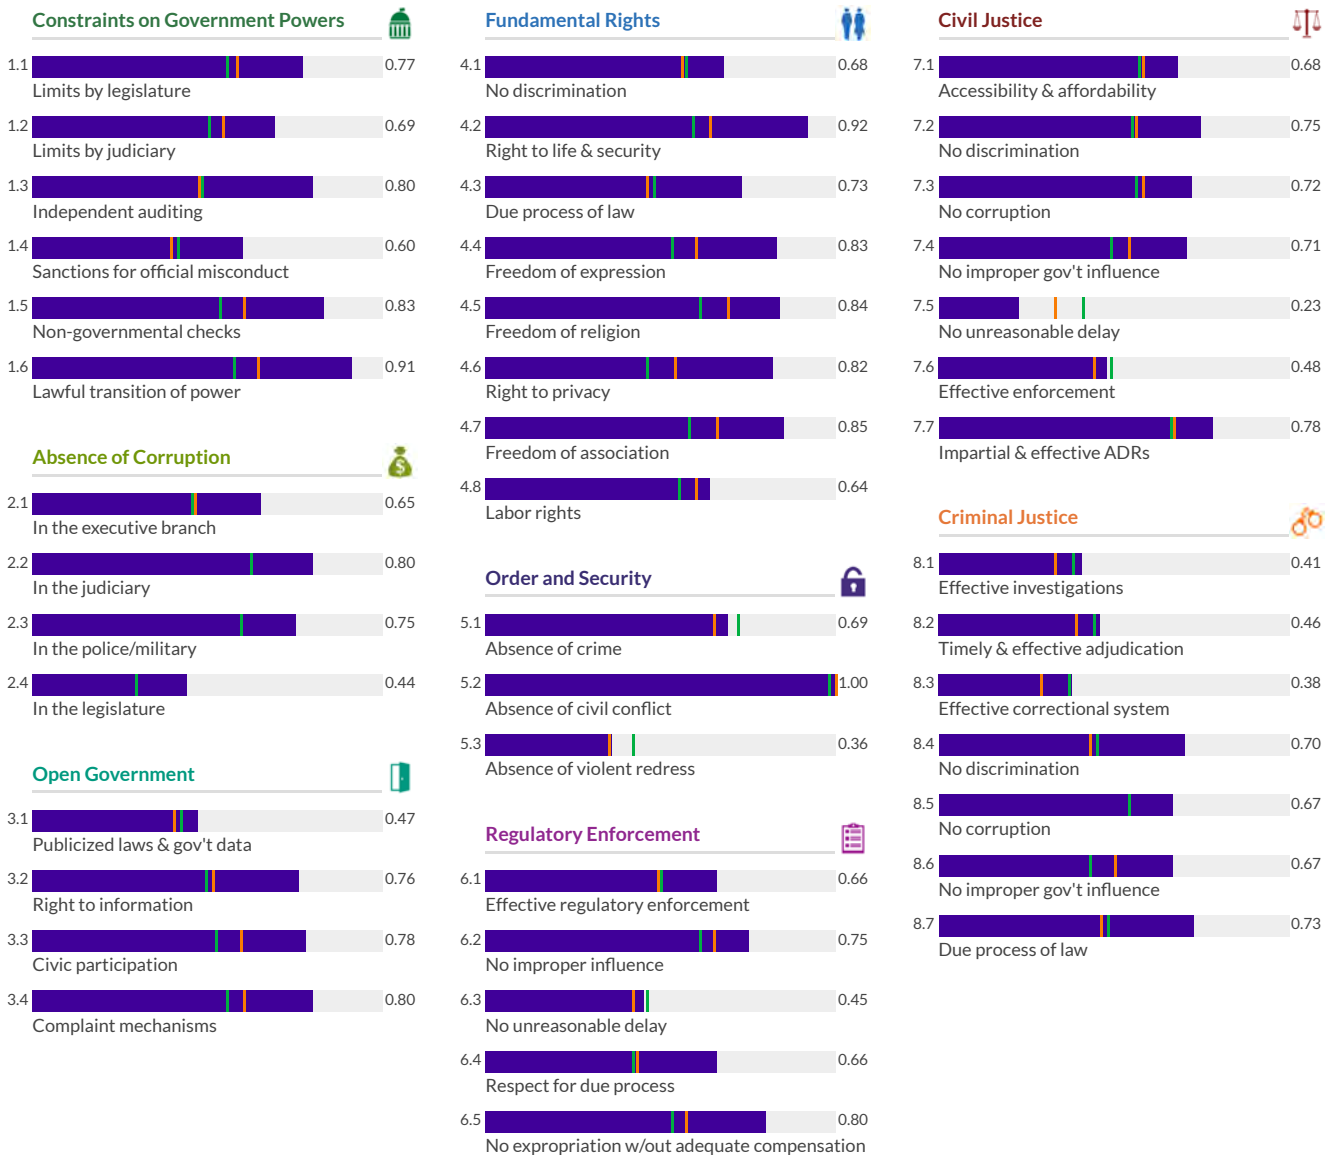 Constraints on Government Powers
1.1 0.77
Limits by legislature
1.2 0.69
Limits by judiciary
1.3 0.80
Independent auditing
1.4 0.60
Sanctions for official misconduct
1.5 0.83
Non-governmental checks
1.6 0.91
Lawful transition of power
Absence of Corruption
2.1 0.65
In the executive branch
2.2 0.80
In the judiciary
2.3 0.75
In the police/military
2.4 0.44
In the legislature
Open Government
3.1 0.47
Publicized laws & gov't data
3.2 0.76
Right to information
3.3 0.78
Civic participation
3.4 0.80
Complaint mechanisms
Fundamental Rights
4.1 0.68
No discrimination
4.2 0.92
Right to life & security
4.3 0.73
Due process of law
4.4 0.83
Freedom of expression
4.5 0.84
Freedom of religion
4.6 0.82
Right to privacy
4.7 0.85
Freedom of association
4.8 0.64
Labor rights
Order and Security
5.1 0.69
Absence of crime
5.2 1.00
Absence of civil conflict
5.3 0.36
Absence of violent redress
Regulatory Enforcement
6.1 0.66
Effective regulatory enforcement
6.2 0.75
No improper influence
6.3 0.45
No unreasonable delay
6.4 0.66
Respect for due process
6.5 0.80
No expropriation w/out adequate compensation
Civil Justice
7.1 0.68
Accessibility & affordability
7.2 0.75
No discrimination
7.3 0.72
No corruption
7.4 0.71
No improper gov't influence
7.5 0.23
No unreasonable delay
7.6 0.48
Effective enforcement
7.7 0.78
Impartial & effective ADRs
Criminal Justice
8.1 0.41
Effective investigations
8.2 0.46
Timely & effective adjudication
8.3 0.38
Effective correctional system
8.4 0.70
No discrimination
8.5 0.67
No corruption
8.6 0.67
No improper gov't influence
8.7 0.73
Due process of law